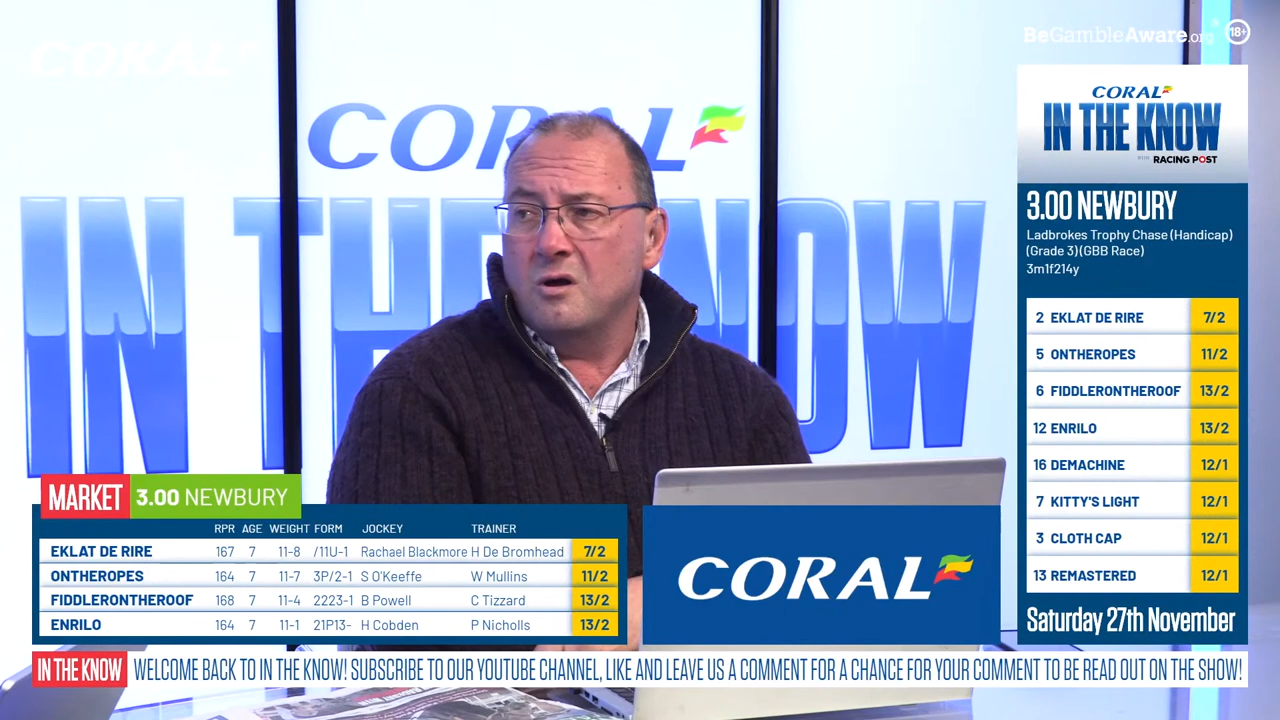 CORAL
BeGambleAware.org 18+
CORAL
IN THE KNOW
CORAL
IN THE KNOW
WITH RACING POST
3.00 NEWBURY
Ladbrokes Trophy Chase (Handicap)
(Grade 3) (GBB Race)
3m1f214y
2 EKLAT DE RIRE 7/2
5 ONTHEROPES 11/2
6 FIDDLERONTHEROOF 13/2
12 ENRILO 13/2
16 DEMACHINE 12/1
7 KITTY'S LIGHT 12/1
3 CLOTH CAP 12/1
13 REMASTERED 12/1
Saturday 27th November
MARKET 3.00 NEWBURY
RPR AGE WEIGHT FORM JOCKEY TRAINER
EKLAT DE RIRE 167 7 11-8 /11U-1 Rachael Blackmore H De Bromhead 7/2
ONTHEROPES 164 7 11-7 3P/2-1 S O'Keeffe W Mullins 11/2
FIDDLERONTHEROOF 168 7 11-4 2223-1 B Powell C Tizzard 13/2
ENRILO 164 7 11-1 21P13- H Cobden P Nicholls 13/2
CORAL
IN THE KNOW WELCOME BACK TO IN THE KNOW! SUBSCRIBE TO OUR YOUTUBE CHANNEL, LIKE AND LEAVE US A COMMENT FOR A CHANCE FOR YOUR COMMENT TO BE READ OUT ON THE SHOW!